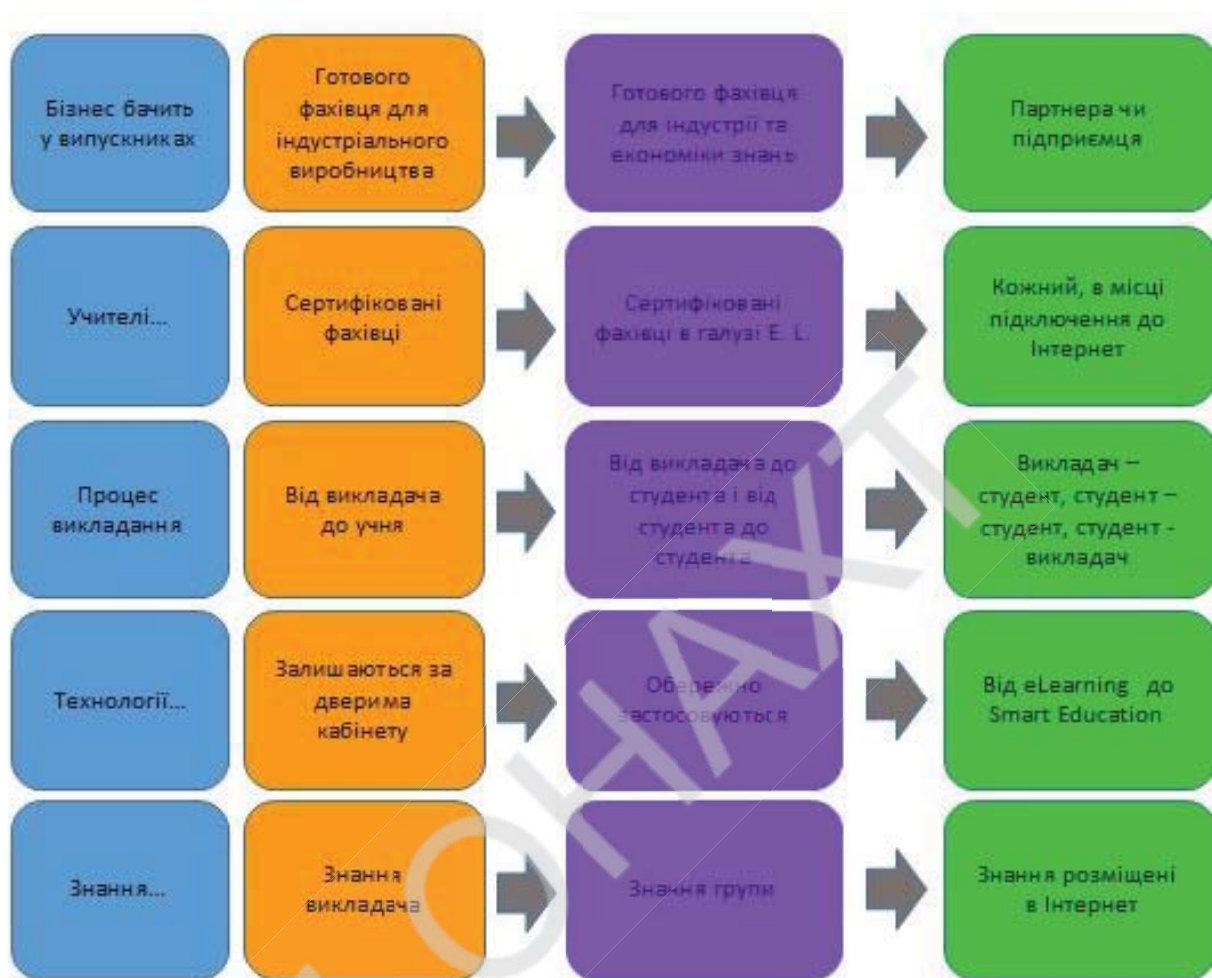 Бізнес бачить
у випускниках
Готового
фахівця для
індустріального
виробництва
Готового фахівця
для індустрії та
економіки знань
Партнера чи
підприємця
Учителі...
Сертифіковані
фахівці
Сертифіковані
фахівці в галузі E. L.
Кожний, в місці
підключення до
Інтернет
Процес
викладання
Від викладача
до учня
Від викладача до
студента і від
студента до
студента
Викладач –
студент, студент –
студент, студент -
викладач
Технології...
Залишаються за
дверима
кабінету
Обережно
застосовуються
Від eLearning до
Smart Education
Знання...
Знання
викладача
Значня групи
Знання розміщені
в Інтернет
ОНАХТ